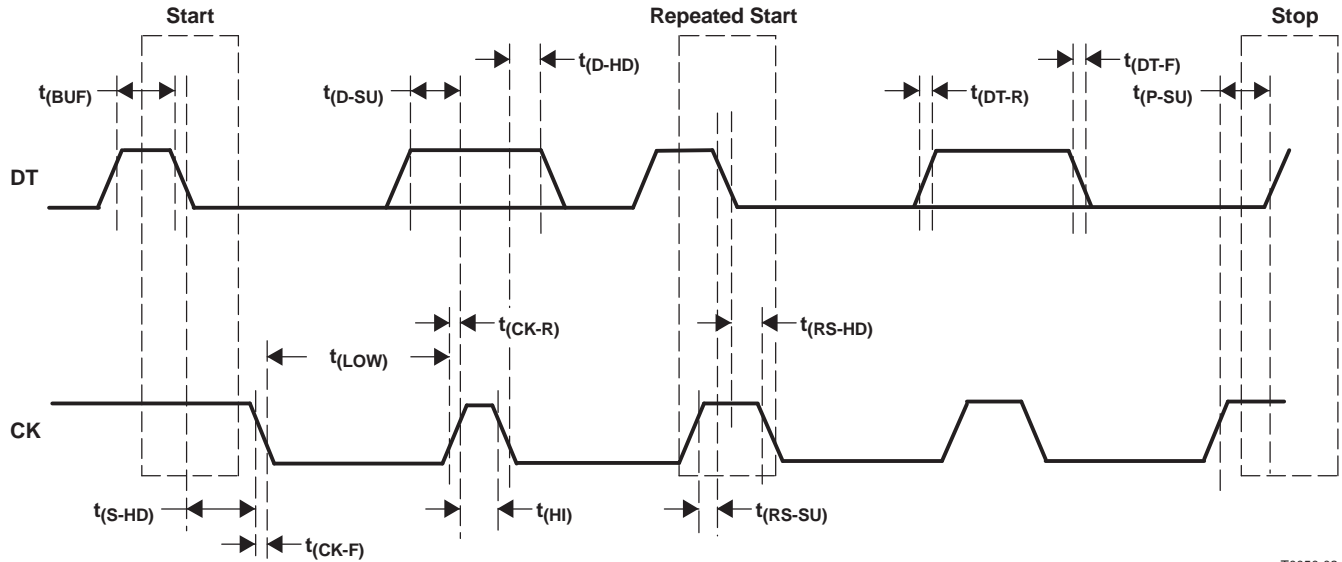 Start
Repeated Start
Stop
t(BUF)
t(D-SU)
t(D-HD)
t(DT-R)
t(DT-F)
t(P-SU)
DT
t(CK-R)
t(RS-HD)
t(LOW)
CK
t(S-HD)
t(HI)
t(RS-SU)
t(CK-F)